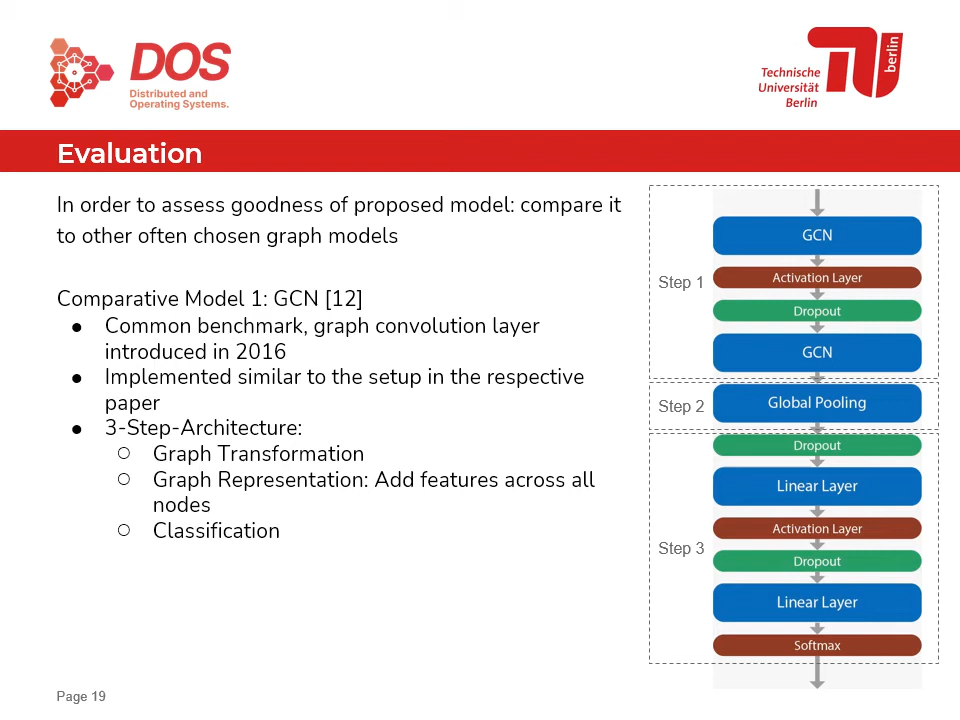 DOS
Distributed and
Operating Systems.
Technische
Universität
Berlin
berlin
Evaluation
In order to assess goodness of proposed model: compare it
to other often chosen graph models
Comparative Model 1: GCN [12]
● Common benchmark, graph convolution layer
introduced in 2016
● Implemented similar to the setup in the respective
paper
● 3-Step-Architecture:
○ Graph Transformation
○ Graph Representation: Add features across all
nodes
○ Classification
Step 1
GCN
Activation Layer
Dropout
GCN
Step 2
Global Pooling
Step 3
Dropout
Linear Layer
Activation Layer
Dropout
Linear Layer
Softmax
Page 19